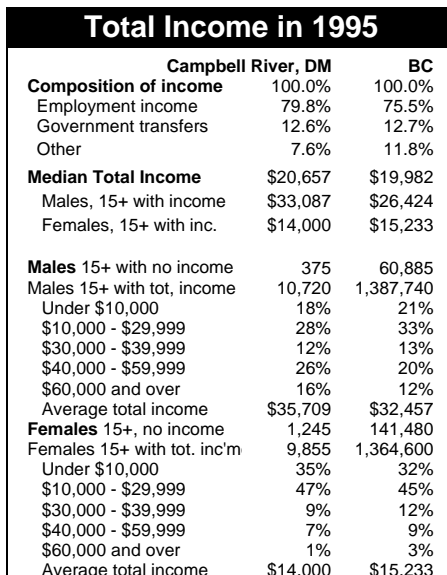 Total Income in 1995
Campbell River, DM BC
Composition of income 100.0% 100.0%
Employment income 79.8% 75.5%
Government transfers 12.6% 12.7%
Other 7.6% 11.8%
Median Total Income $20,657 $19,982
Males, 15+ with income $33,087 $26,424
Females, 15+ with inc. $14,000 $15,233
Males 15+ with no income 375 60,885
Males 15+ with tot, income 10,720 1,387,740
Under $10,000 18% 21%
$10,000 - $29,999 28% 33%
$30,000 - $39,999 12% 13%
$40,000 - $59,999 26% 20%
$60,000 and over 16% 12%
Average total income $35,709 $32,457
Females 15+, no income 1,245 141,480
Females 15+ with tot. inc'm 9,855 1,364,600
Under $10,000 35% 32%
$10,000 - $29,999 47% 45%
$30,000 - $39,999 9% 12%
$40,000 - $59,999 7% 9%
$60,000 and over 1% 3%
Average total income $14,000 $15,233